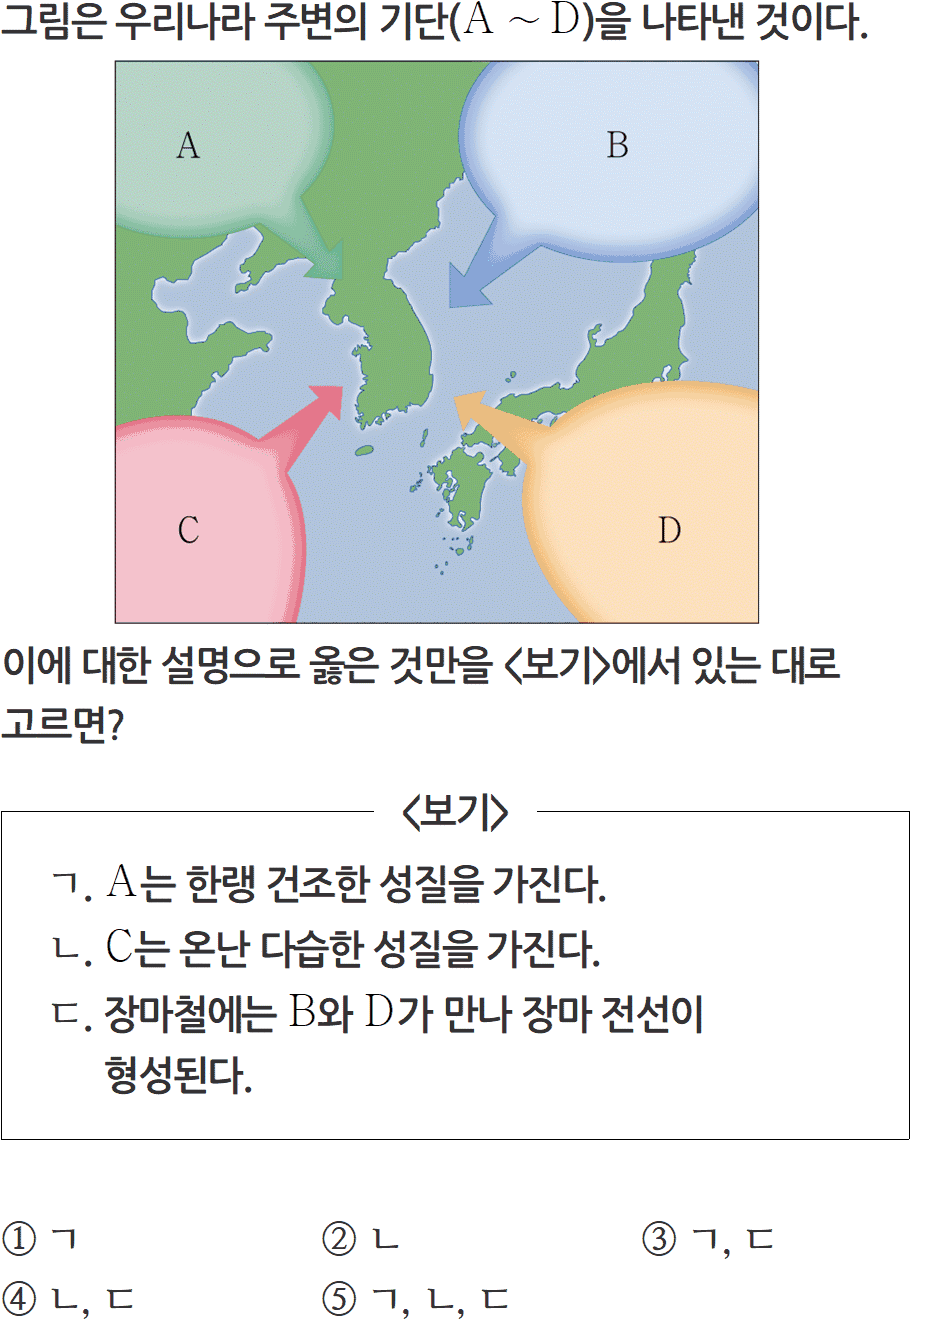 그림은 우리나라 주변의 기단(A ~ D)을 나타낸 것이다.
A
B
C
D
이에 대한 설명으로 옳은 것만을 <보기>에서 있는 대로
고르면?
<보기>
ㄱ. A는 한랭 건조한 성질을 가진다.
ㄴ. C는 온난 다습한 성질을 가진다.
ㄷ. 장마철에는 B와 D가 만나 장마 전선이
형성된다.
① ㄱ ② ㄴ ③ ㄱ, ㄷ
④ ㄴ, ㄷ ⑤ ㄱ, ㄴ, ㄷ